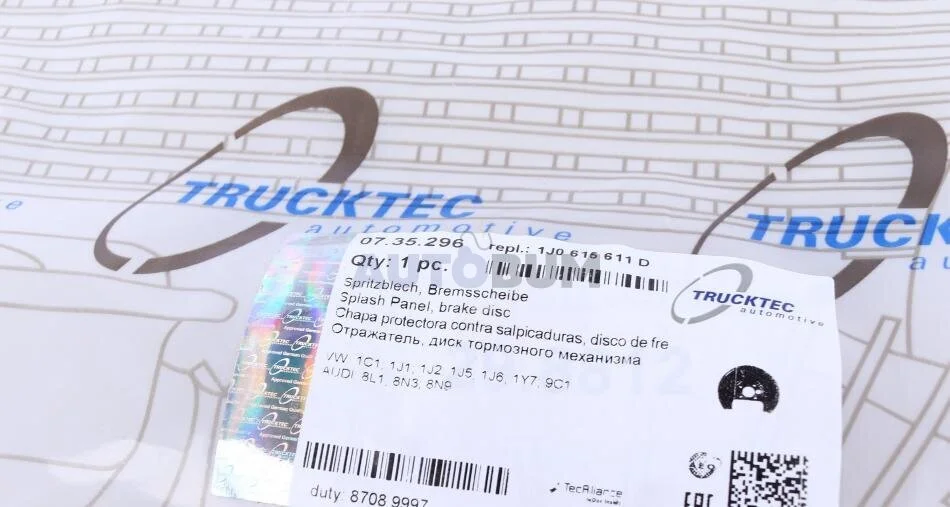 TRUCKTEC
automotive
TRUCKTEC
07.35.296 repl.: 1J0 615 611 D
Qty: 1 pc.
AUTOBUM
TRUCKTEC
automotive
Spritzblech, Bremsscheibe
Splash Panel, brake disc
Chapa protectora contra salpicaduras, disco de fre
Отражатель, диск тормозного механизма
VW 1C1, 1J1, 1J2, 1J5, 1J6, 1Y7, 9C1
AUDI 8L1, 8N3, 8N9
TecAlliance
duty: 8708 9997
EAC